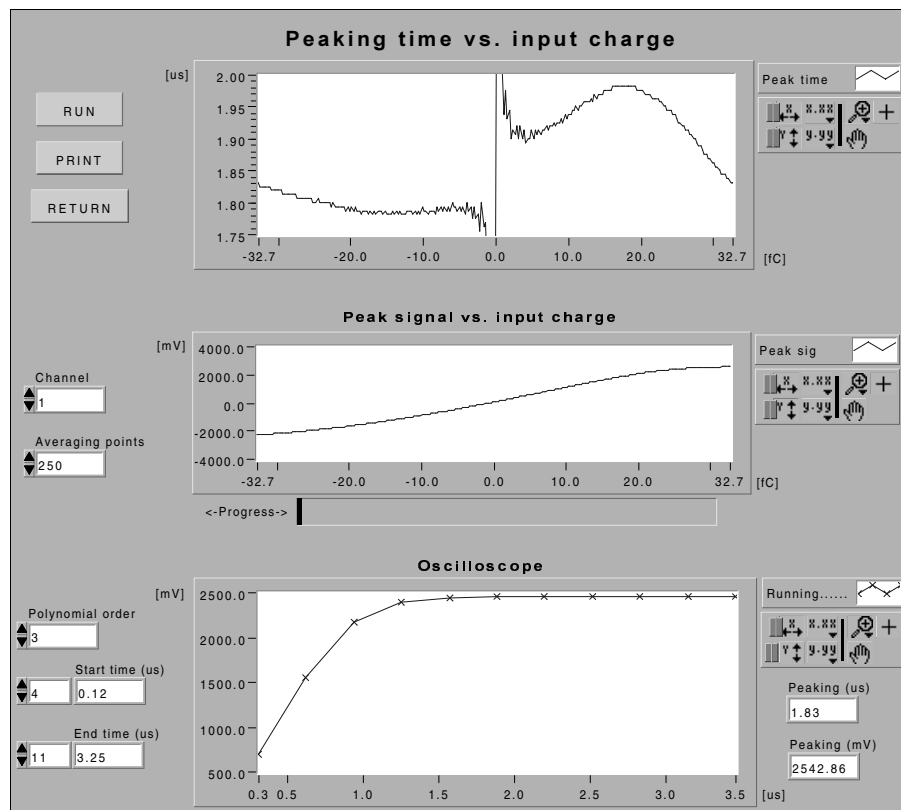 Peaking time vs. input charge
RUN
PRINT
RETURN
[us]
2.00
1.95
1.90
1.85
1.80
1.75
-32.7 -20.0 -10.0 0.0 10.0 20.0 32.7
[fC]
Peak time
X.XX
Y.YY
Peak signal vs. input charge
[mV]
4000.0
2000.0
0.0
-2000.0
-4000.0
-32.7 -20.0 -10.0 0.0 10.0 20.0 32.7
[fC]
Peak sig
X.XX
Y.YY
Channel
1
Averaging points
250
<-Progress->
Oscilloscope
[mV]
2500.0
2000.0
1500.0
1000.0
500.0
0.3 0.5 1.0 1.5 2.0 2.5 3.0 3.5
[us]
Running......
X.XX
Y.YY
Polynomial order
3
Start time (us)
4 0.12
End time (us)
11 3.25
Peaking (us)
1.83
Peaking (mV)
2542.86